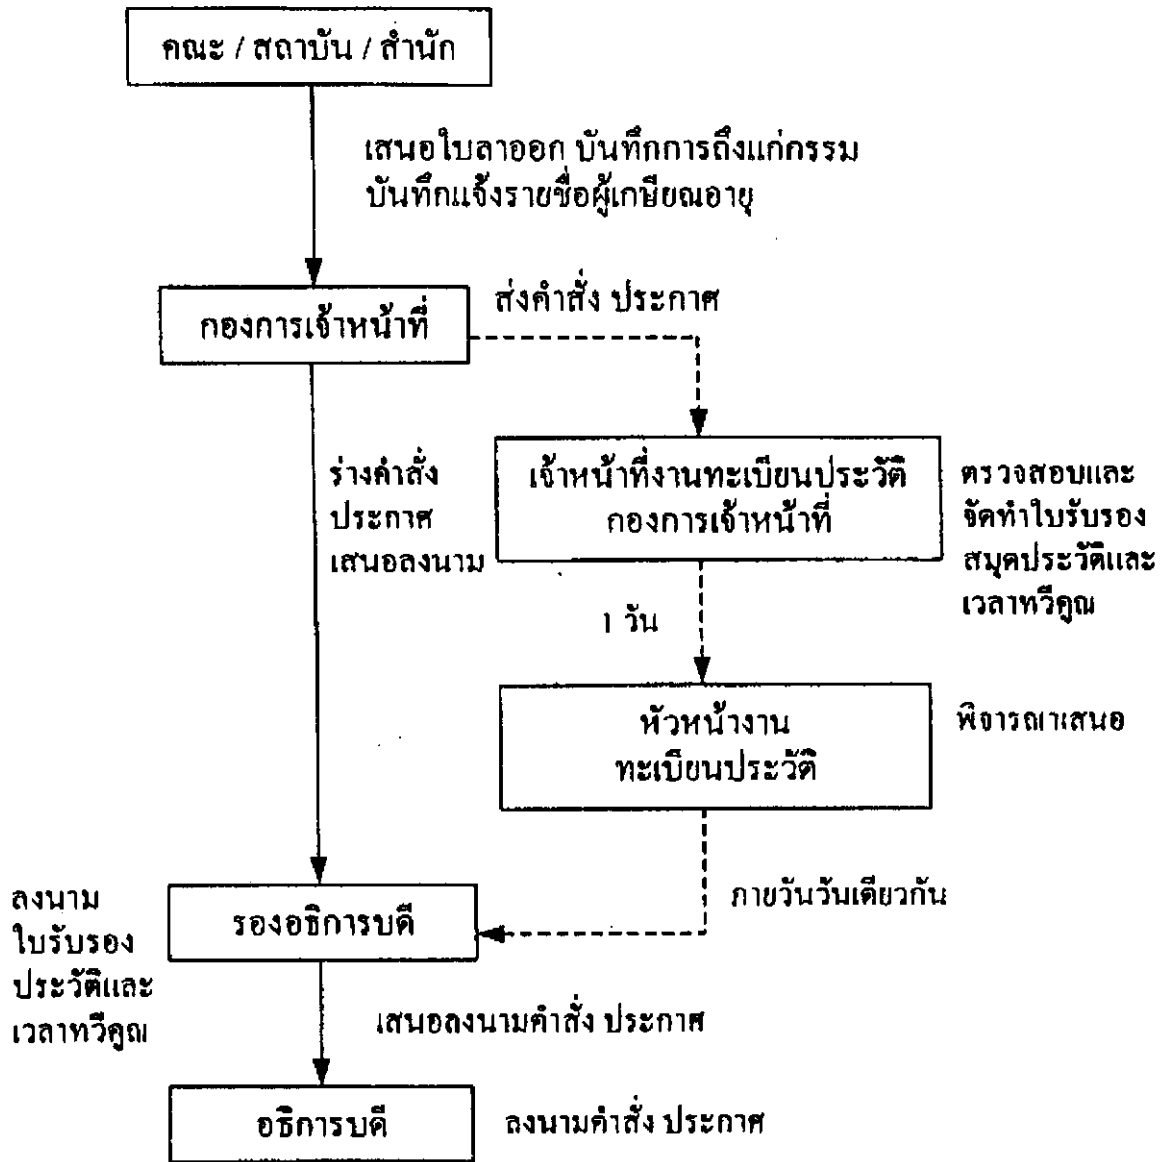 คณะ / สถาบัน / สำนัก
เสนอใบลาออก บันทึกการถึงแก่กรรม
บันทึกแจ้งรายชื่อผู้เกษียณอายุ
ส่งคำสั่ง ประกาศ
กองการเจ้าหน้าที่
ร่างคำสั่ง
ประกาศ
เสนอลงนาม
เจ้าหน้าที่งานทะเบียนประวัติ
กองการเจ้าหน้าที่
ตรวจสอบและ
จัดทำใบรับรอง
สมุดประวัติและ
เวลาทวีคูณ
1 วัน
หัวหน้างาน
ทะเบียนประวัติ
พิจารณาเสนอ
ภายวันวันเดียวกัน
ลงนาม
ใบรับรอง
ประวัติและ
เวลาทวีคูณ
รองอธิการบดี
เสนอลงนามคำสั่ง ประกาศ
อธิการบดี
ลงนามคำสั่ง ประกาศ